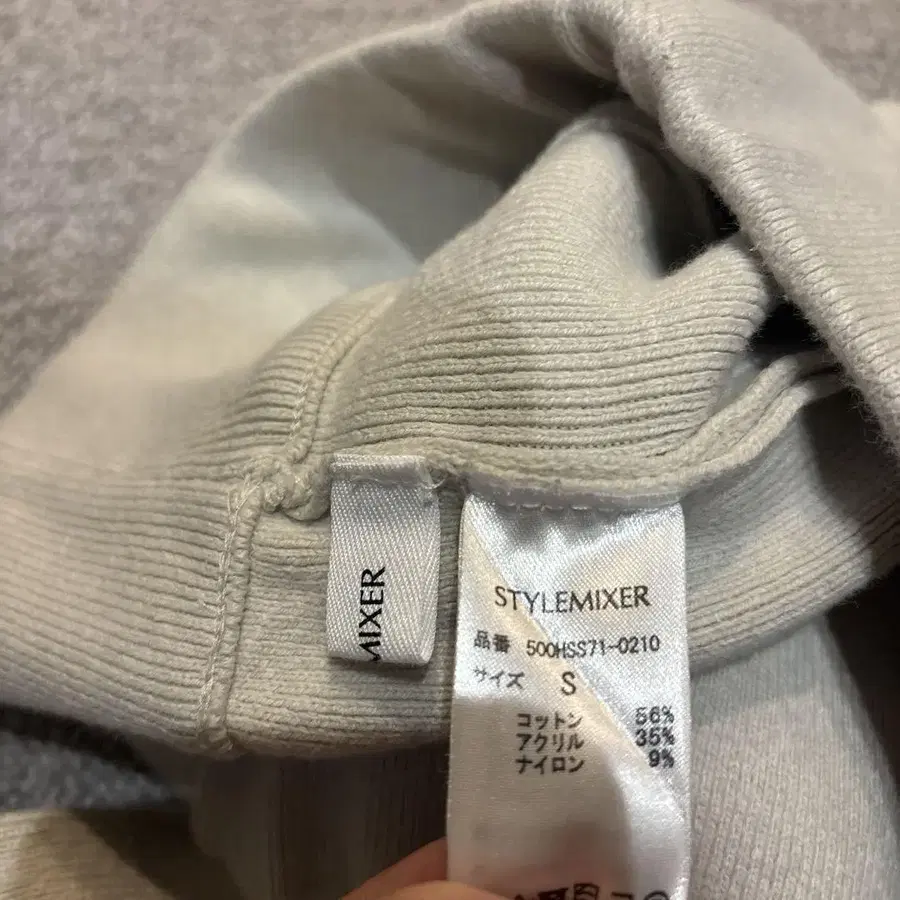 MIXER
STYLEMIXER
品番 500HSS71-0210
サイズ S
コットン 56%
アクリル 35%
ナイロン 9%